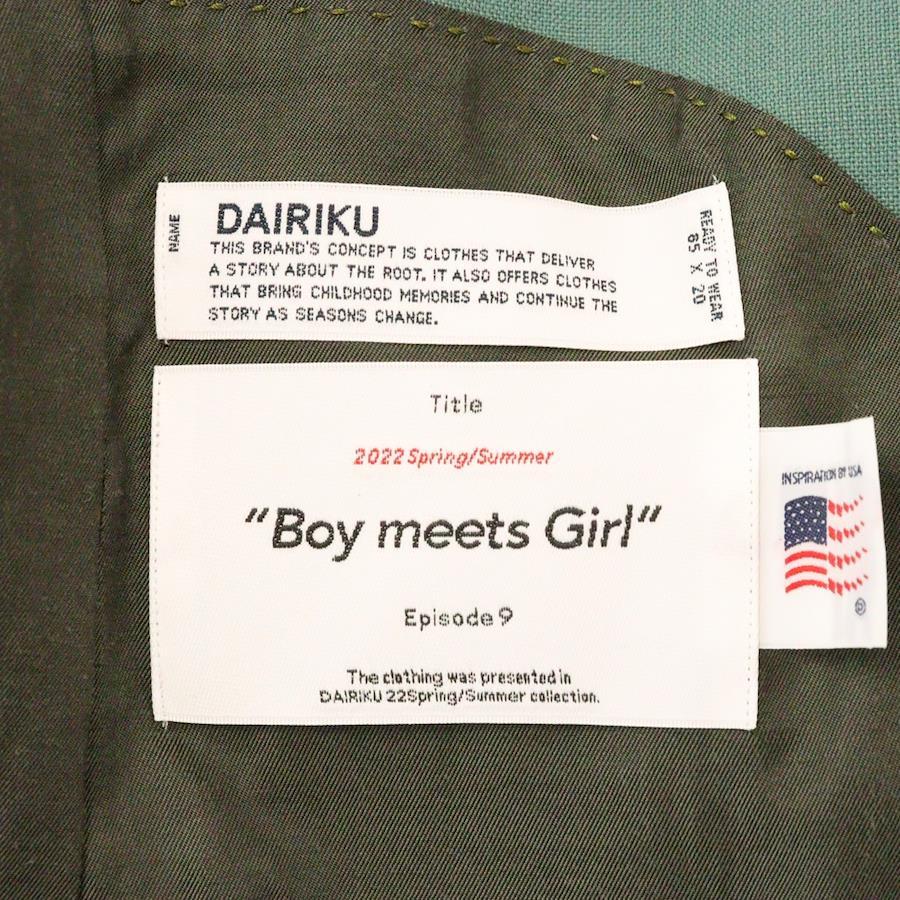 NAME
DAIRIKU
THIS BRAND'S CONCEPT IS CLOTHES THAT DELIVER
A STORY ABOUT THE ROOT. IT ALSO OFFERS CLOTHES
THAT BRING CHILDHOOD MEMORIES AND CONTINUE THE
STORY AS SEASONS CHANGE.
READY TO WEAR
85 X 20
Title
2022 Spring/Summer
“Boy meets Girl”
Episode 9
The clothing was presented in
DAIRIKU 22Spring/Summer collection.
INSPIRATION BY USA